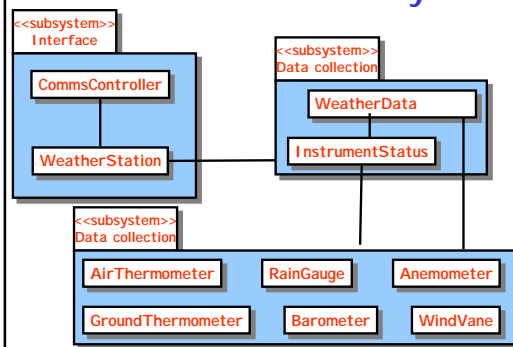 <<subsystem>>
Interface
CommsController
WeatherStation
<<subsystem>>
Data collection
WeatherData
InstrumentStatus
<<subsystem>>
Data collection
AirThermometer
RainGauge
Anemometer
GroundThermometer
Barometer
WindVane